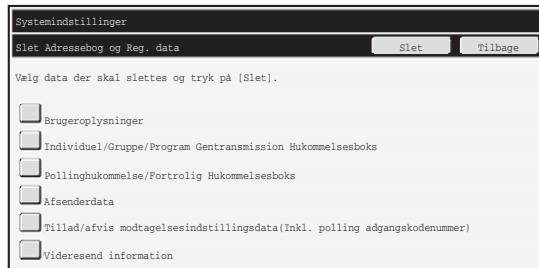 Systemindstillinger
Slet Adressebog og Reg. data Slet Tilbage
Vælg data der skal slettes og tryk på [Slet].
Brugeroplysninger
Individuel/Gruppe/Program Gentransmission Hukommelsesboks
Pollinghukommelse/Fortrolig Hukommelsesboks
Afsenderdata
Tillad/afvis modtagelsesindstillingsdata(Inkl. polling adgangskodenummer)
Videresend information